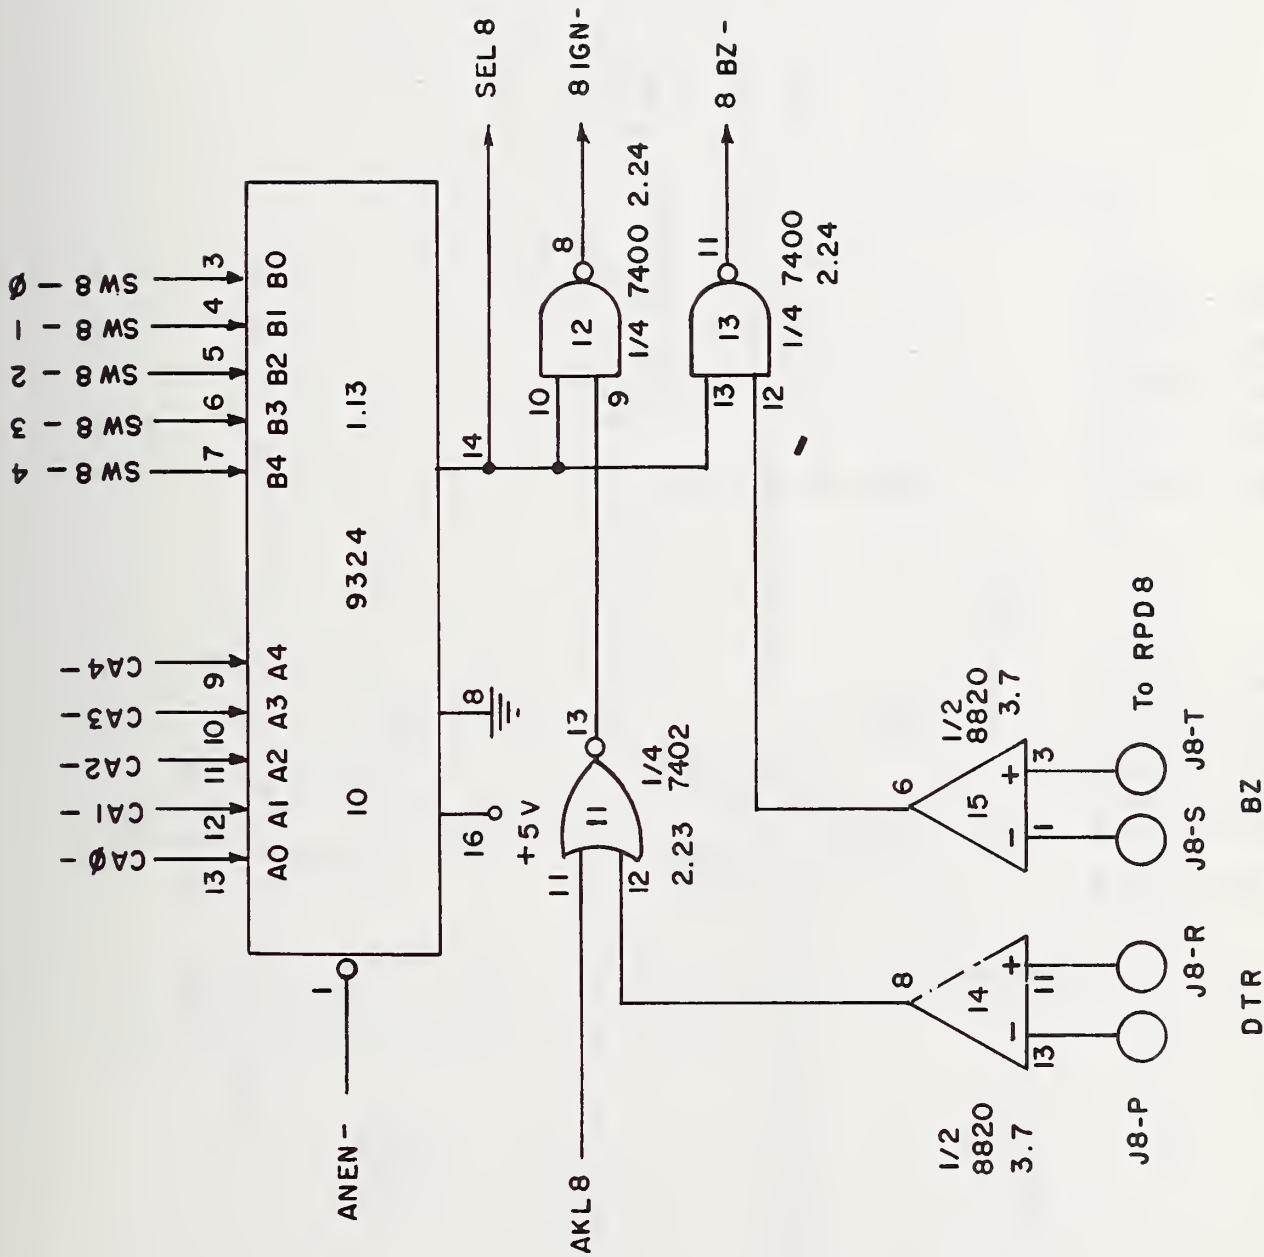 SW 8 - 4
SW 8 - 3
SW 8 - 2
SW 8 - 1
SW 8 - Ø
CAØ -
CA1 -
CA2-
CA3-
CA4-
13
12
11
10
9
7
6
5
4
3
A0 A1 A2 A3 A4
B4 B3 B2 B1 B0
ANEN-
1
10
9324
1.13
16
+5V
8
14
SEL 8
8 IGN-
8 BZ -
10
9
12
8
1/4 7400 2.24
13
12
13
11
1/4 7400
2.24
AKL8
11
12
11
13
1/4
7402
2.23
1/2
8820
3.7
8
14
-
+
13
11
J8-P
J8-R
DTR
1/2
8820
3.7
6
15
-
+
1
3
J8-S
J8-T
BZ
To RPD8